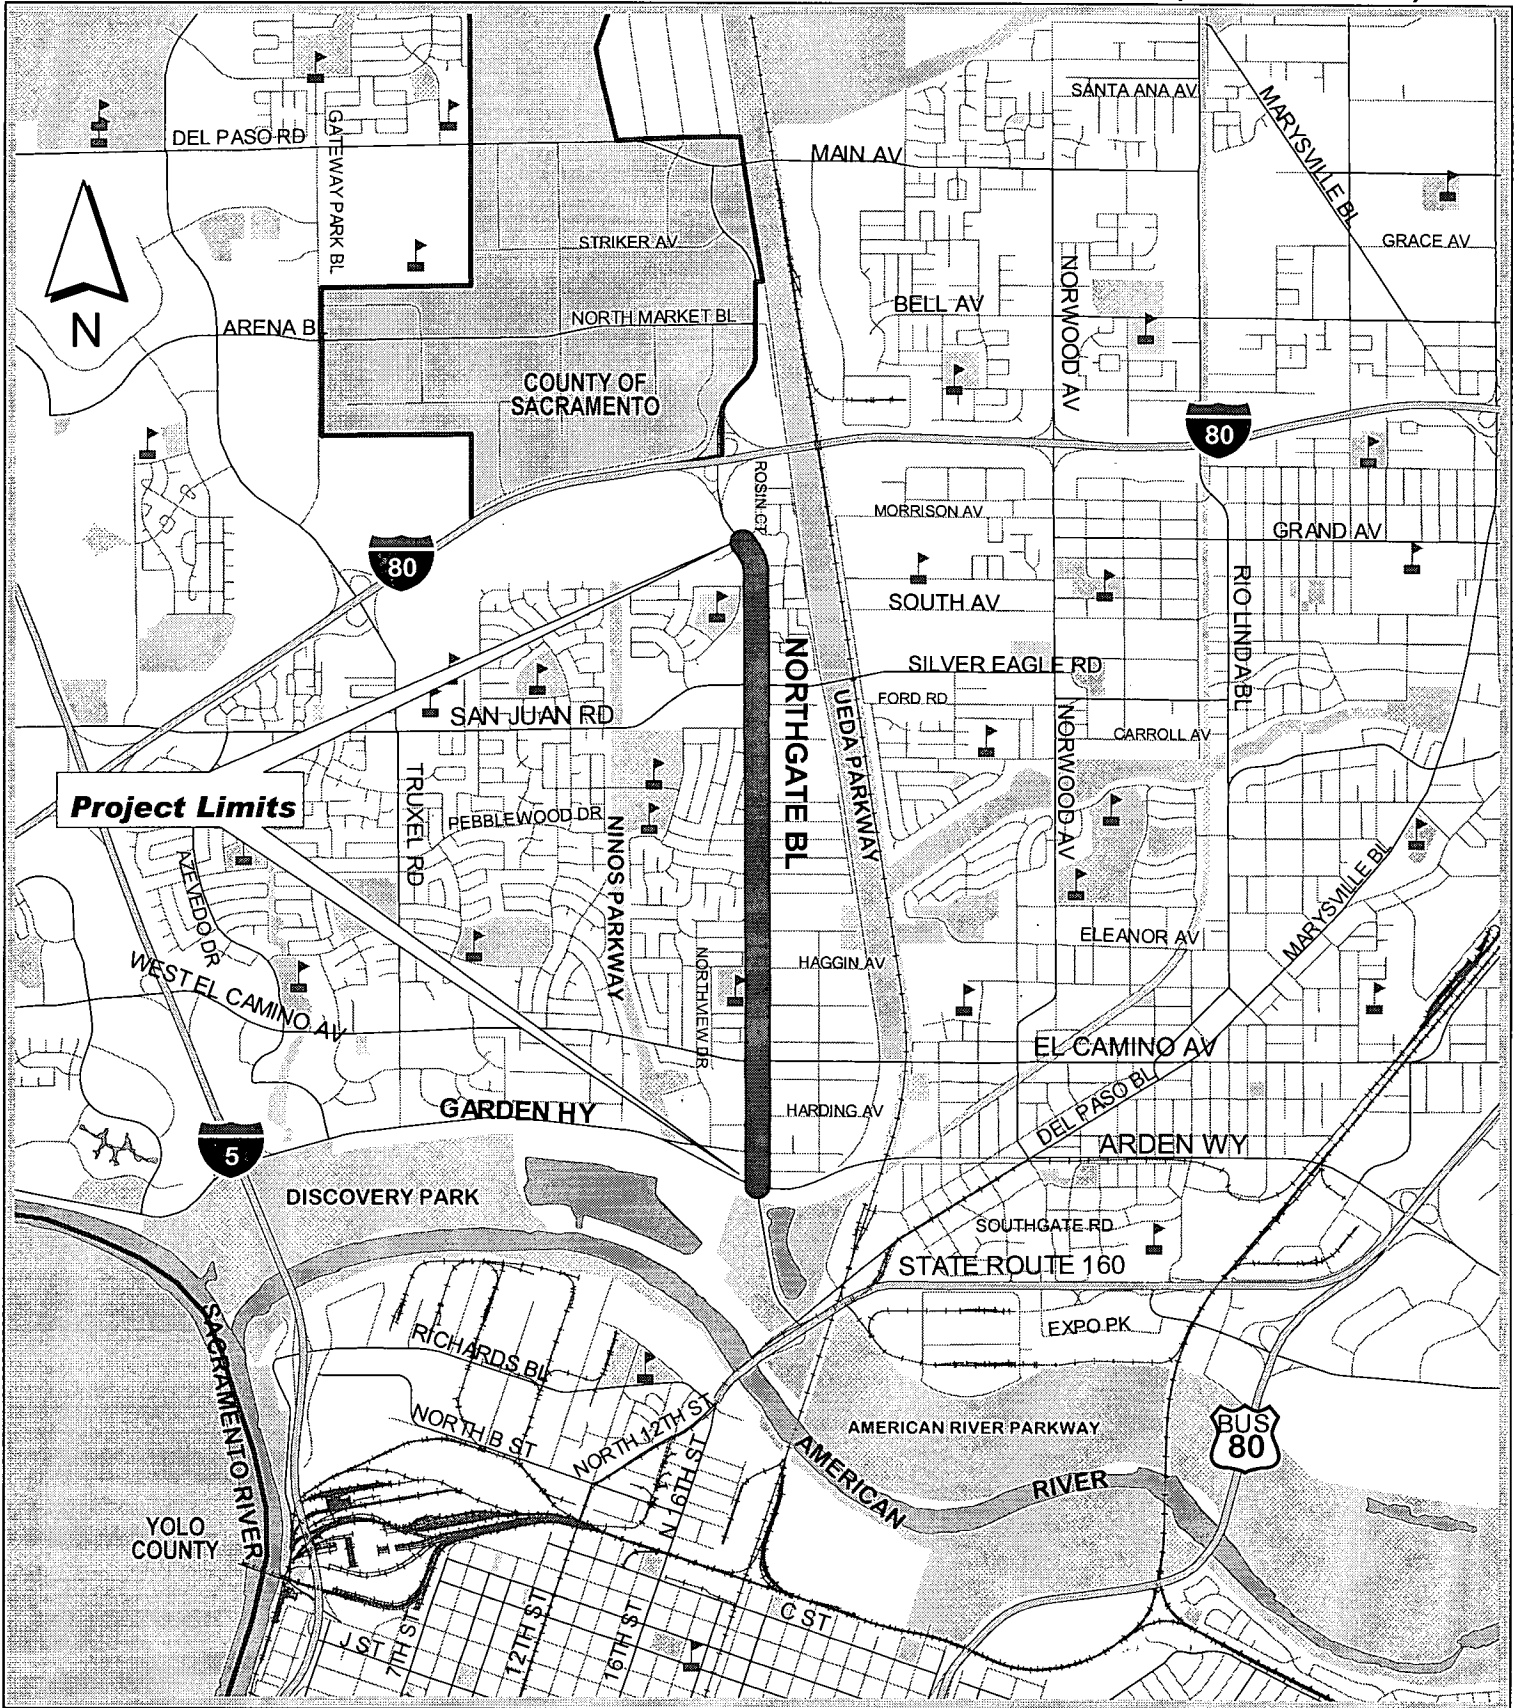 SANTA ANA AV
MARYSVILLE BL
DEL PASO RD
GATEWAY PARK BL
MAIN AV
STRIKER AV
GRACE AV
NORWOOD AV
BELL AV
N
ARENA BL
NORTH MARKET BL
COUNTY OF
SACRAMENTO
80
ROSIN CT
MORRISON AV
GRAND AV
80
SOUTH AV
RIO LINDA BL
NORTHGATE BL
SILVER EAGLE RD
UEDA PARKWAY
FORD RD
SAN JUAN RD
NORWOOD AV
CARROLL AV
Project Limits
TRUXEL RD
PEBBLEWOOD DR
NINOS PARKWAY
AZEVEDO DR
MARYSVILLE BL
ELEANOR AV
NORTHVIEW DR
HAGGIN AV
WEST EL CAMINO AV
EL CAMINO AV
DEL PASO BL
GARDEN HY
HARDING AV
ARDEN WY
5
DISCOVERY PARK
SOUTHGATE RD
STATE ROUTE 160
SACRAMENTO RIVER
RICHARDS BL
EXPO PK
NORTH B ST
NORTH 12TH ST
N 16TH ST
AMERICAN RIVER PARKWAY
BUS
80
AMERICAN
RIVER
YOLO
COUNTY
J ST
7TH ST
12TH ST
16TH ST
C ST